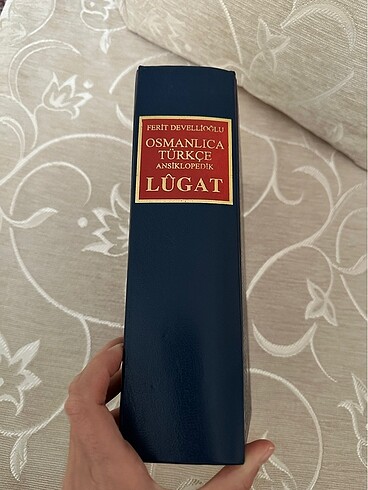 FERİT DEVELLİOĞLU
OSMANLICA
TÜRKÇE
ANSİKLOPEDİK
LÛGAT